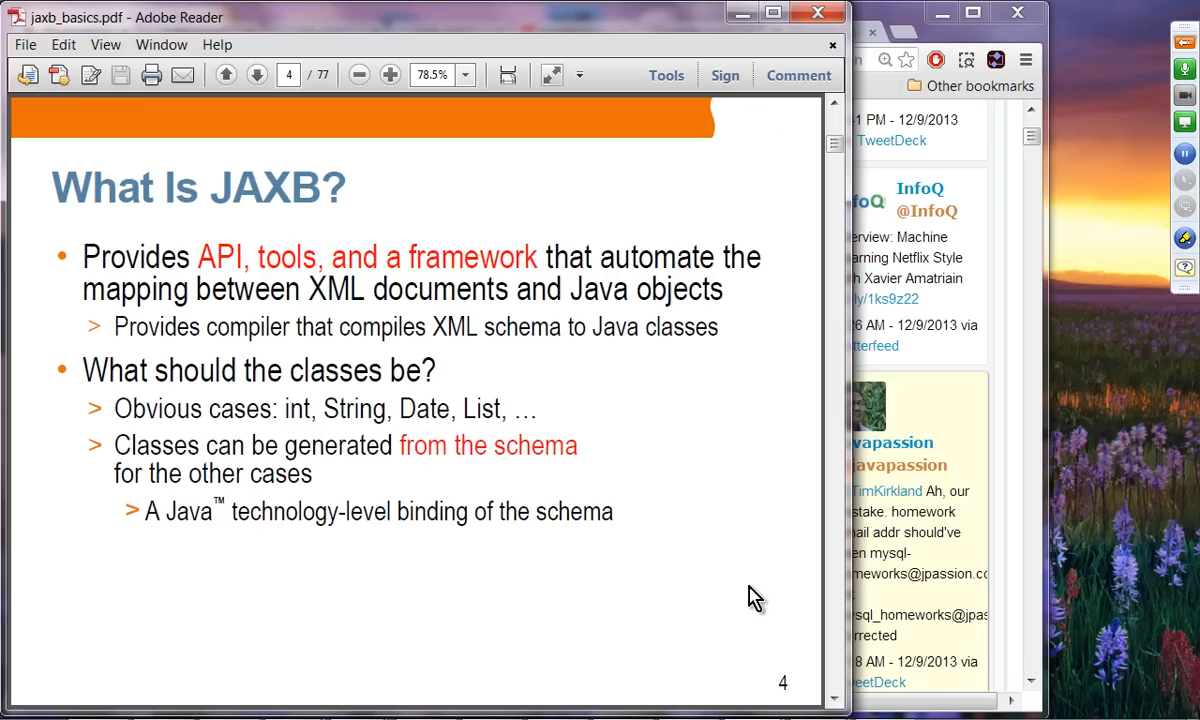 jaxb_basics.pdf - Adobe Reader
File Edit View Window Help
4 / 77 78.5% Tools Sign Comment
What Is JAXB?
• Provides API, tools, and a framework that automate the
mapping between XML documents and Java objects
> Provides compiler that compiles XML schema to Java classes
• What should the classes be?
> Obvious cases: int, String, Date, List, …
> Classes can be generated from the schema
for the other cases
> A Java™ technology-level binding of the schema
4
Other bookmarks
1 PM - 12/9/2013
TweetDeck
foQ
InfoQ
@InfoQ
erview: Machine
arning Netflix Style
h Xavier Amatriain
ly/1ks9z22
26 AM - 12/9/2013 via
tterfeed
vapassion
javapassion
TimKirkland Ah, our
stake. homework
ail addr should've
en mysql-
meworks@jpassion.cc
sql_homeworks@jpas
rrected
8 AM - 12/9/2013 via
weetDeck